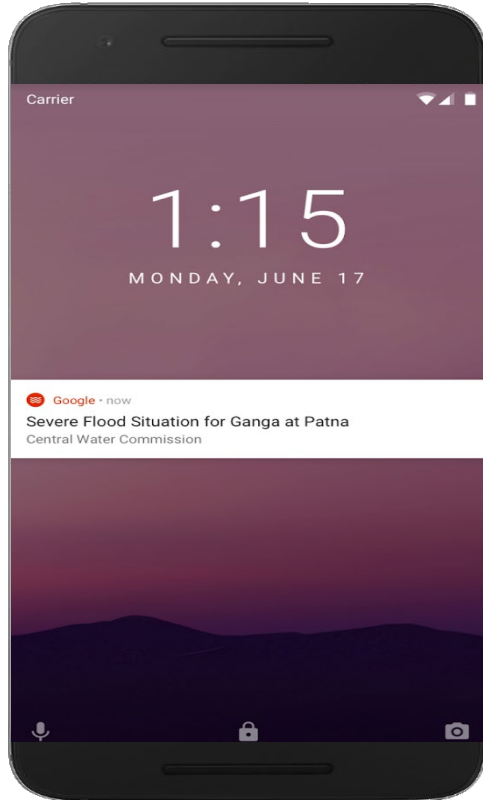 Carrier
1:15
MONDAY, JUNE 17
Google • now
Severe Flood Situation for Ganga at Patna
Central Water Commission